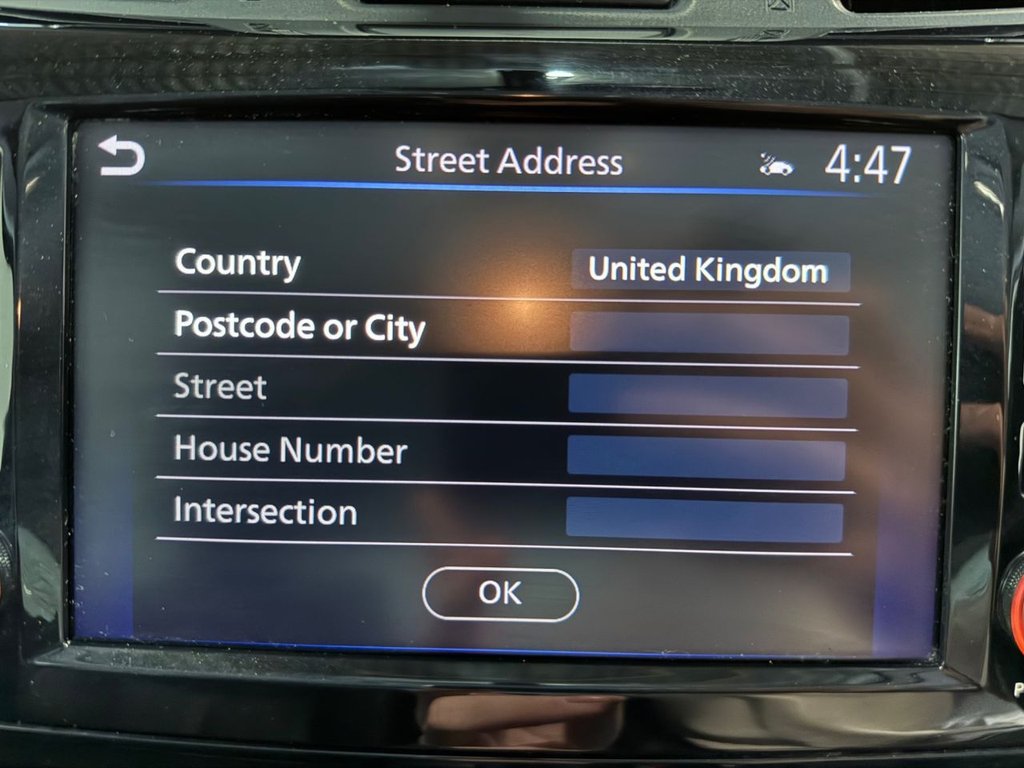 Street Address 4:47
Country United Kingdom
Postcode or City
Street
House Number
Intersection
OK